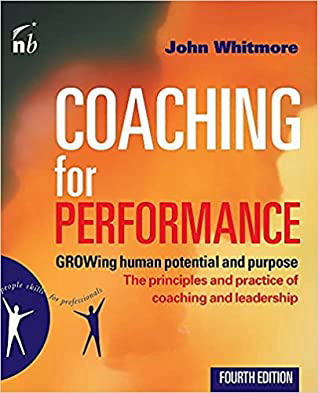 nb
John Whitmore
COACHING
for
PERFORMANCE
GROWing human potential and purpose
The principles and practice of
coaching and leadership
people skills for professionals
FOURTH EDITION